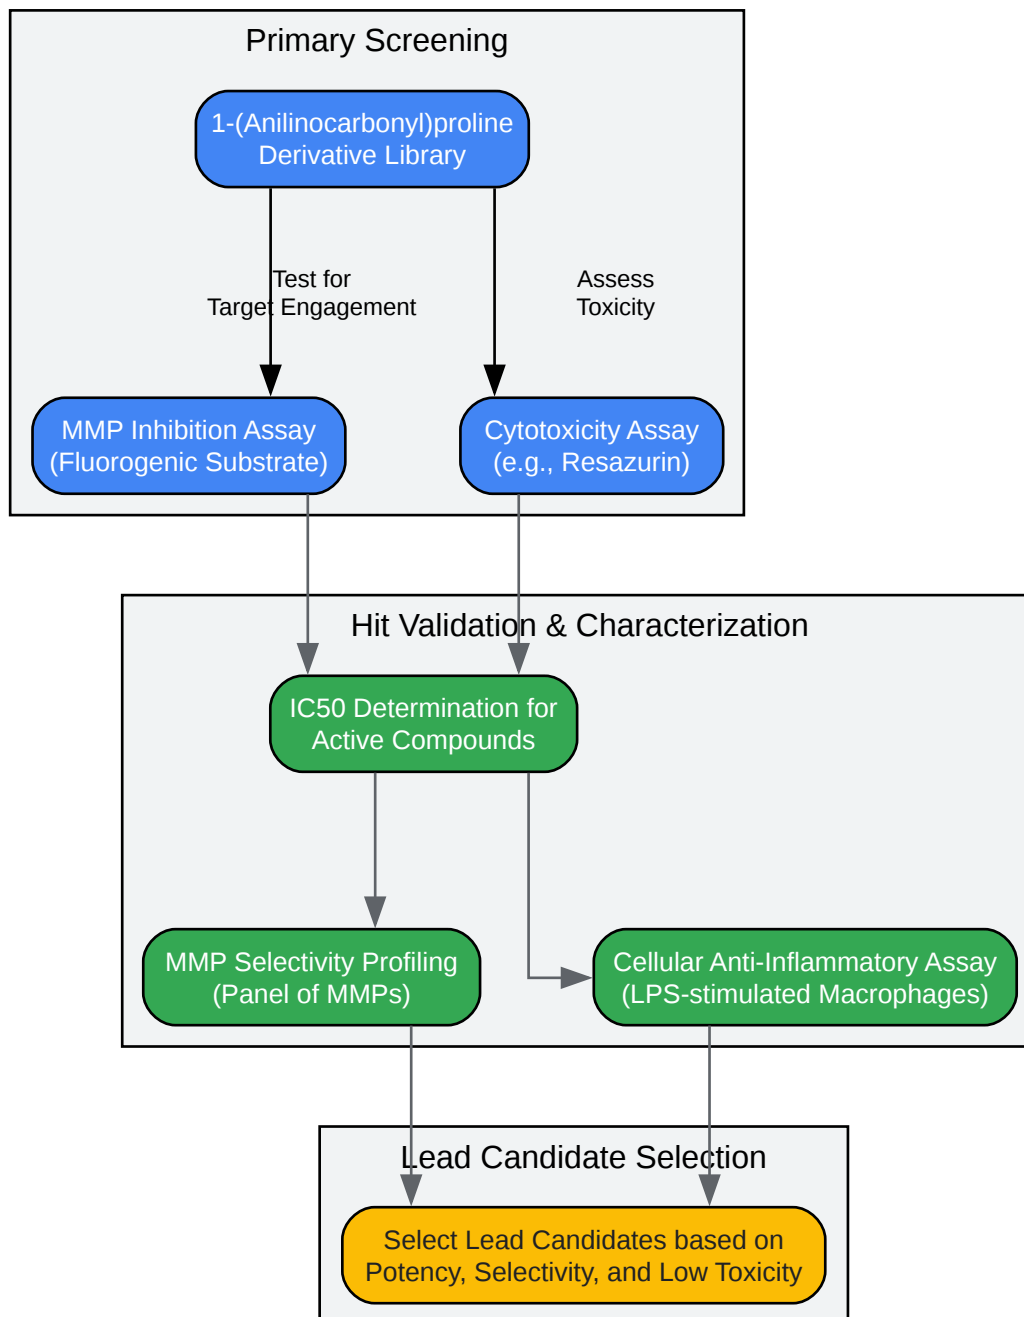 Primary Screening
1-(Anilinocarbonyl)proline
Derivative Library
Test for
Target Engagement
Assess
Toxicity
MMP Inhibition Assay
(Fluorogenic Substrate)
Cytotoxicity Assay
(e.g., Resazurin)
Hit Validation & Characterization
IC50 Determination for
Active Compounds
MMP Selectivity Profiling
(Panel of MMPs)
Cellular Anti-Inflammatory Assay
(LPS-stimulated Macrophages)
Lead Candidate Selection
Select Lead Candidates based on
Potency, Selectivity, and Low Toxicity